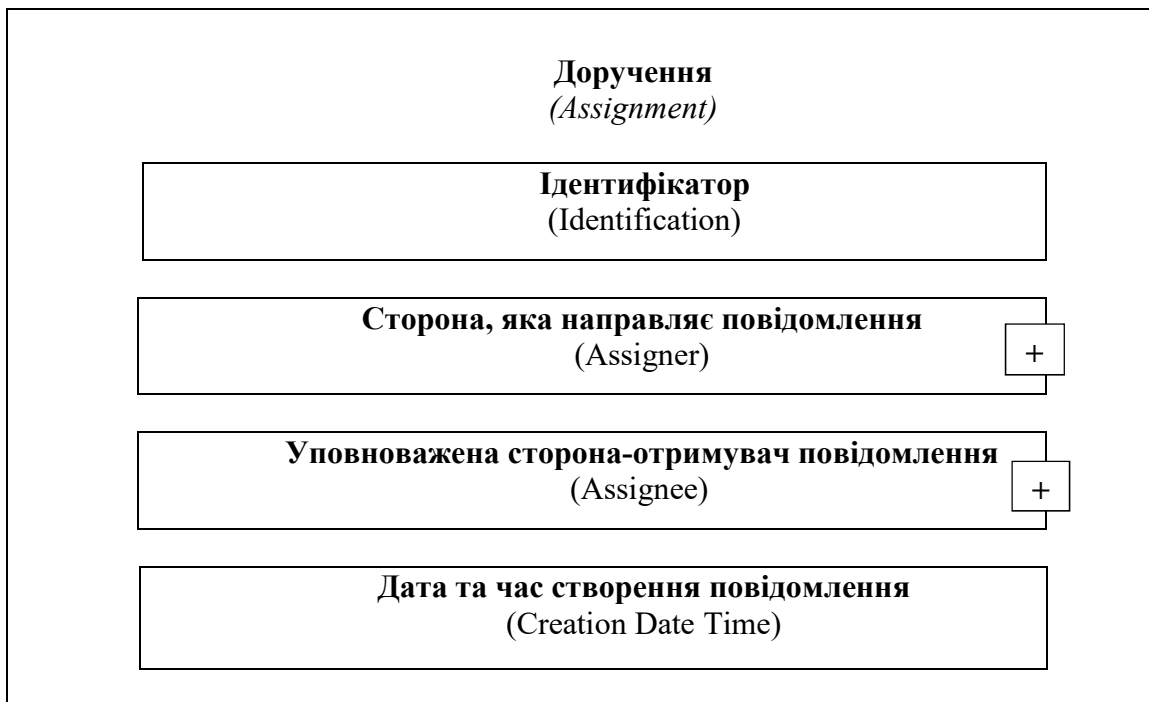 Доручення
(Assignment)
Ідентифікатор
(Identification)
Сторона, яка направляє повідомлення
(Assigner)
+
Уповноважена сторона-отримувач повідомлення
(Assignee)
+
Дата та час створення повідомлення
(Creation Date Time)